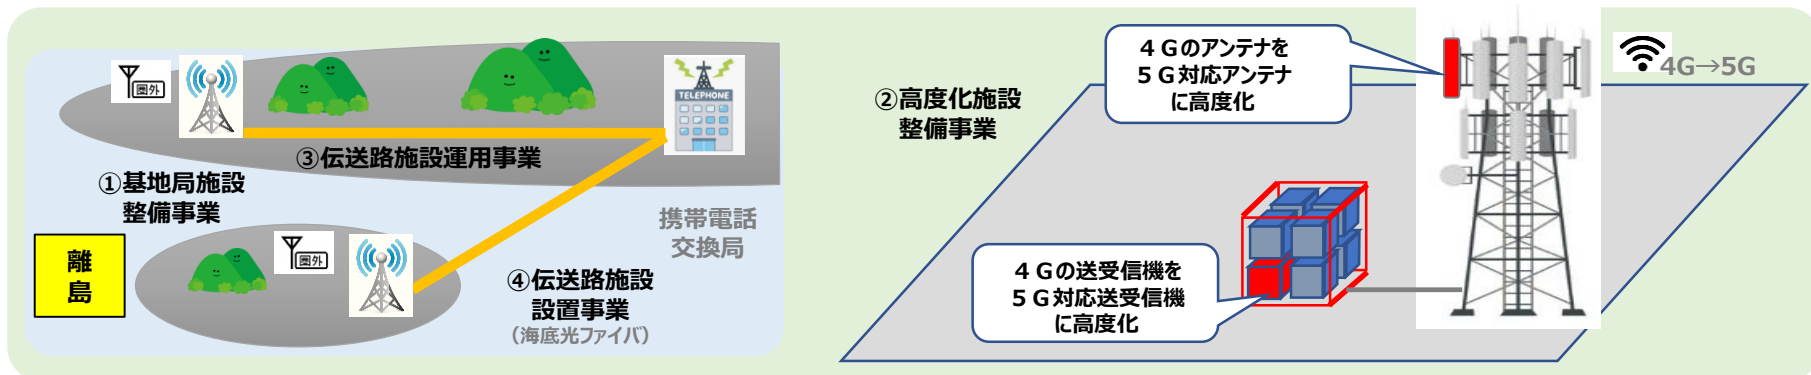 圏外
TELEPHONE
③伝送路施設運用事業
①基地局施設
整備事業
携帯電話
交換局
離
島
圏外
④伝送路施設
設置事業
（海底光ファイバ）
②高度化施設
整備事業
４Ｇのアンテナを
５Ｇ対応アンテナ
に高度化
4G→5G
４Ｇの送受信機を
５Ｇ対応送受信機
に高度化